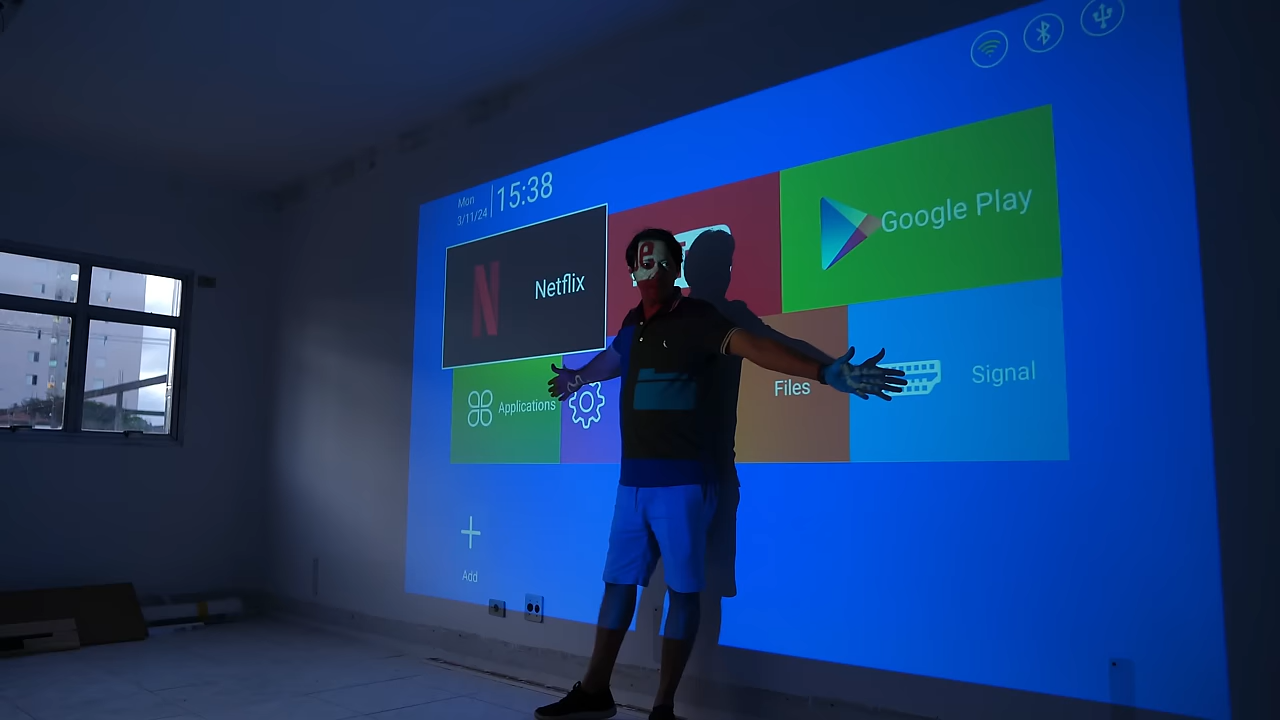 Mon
3/11/24
15:38
Netflix
Google Play
Applications
Files
Signal
Add